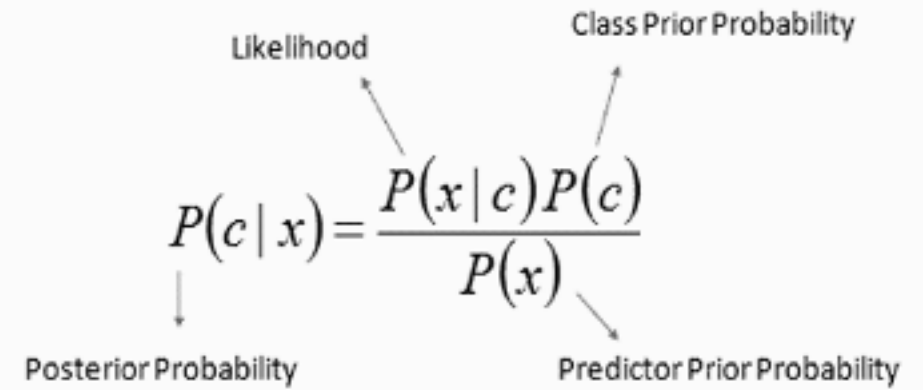 Class Prior Probability
Likelihood
P(x|c)P(c)
P(c|x)=
P(x)
Posterior Probability
Predictor Prior Probability